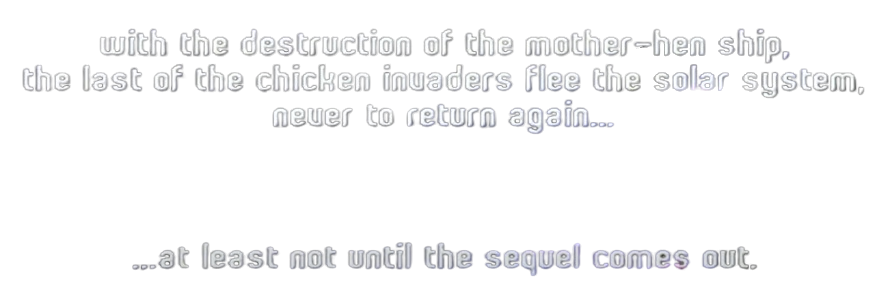 with the destruction of the mother-hen ship,
the last of the chicken invaders flee the solar system,
never to return again...
...at least not until the sequel comes out.